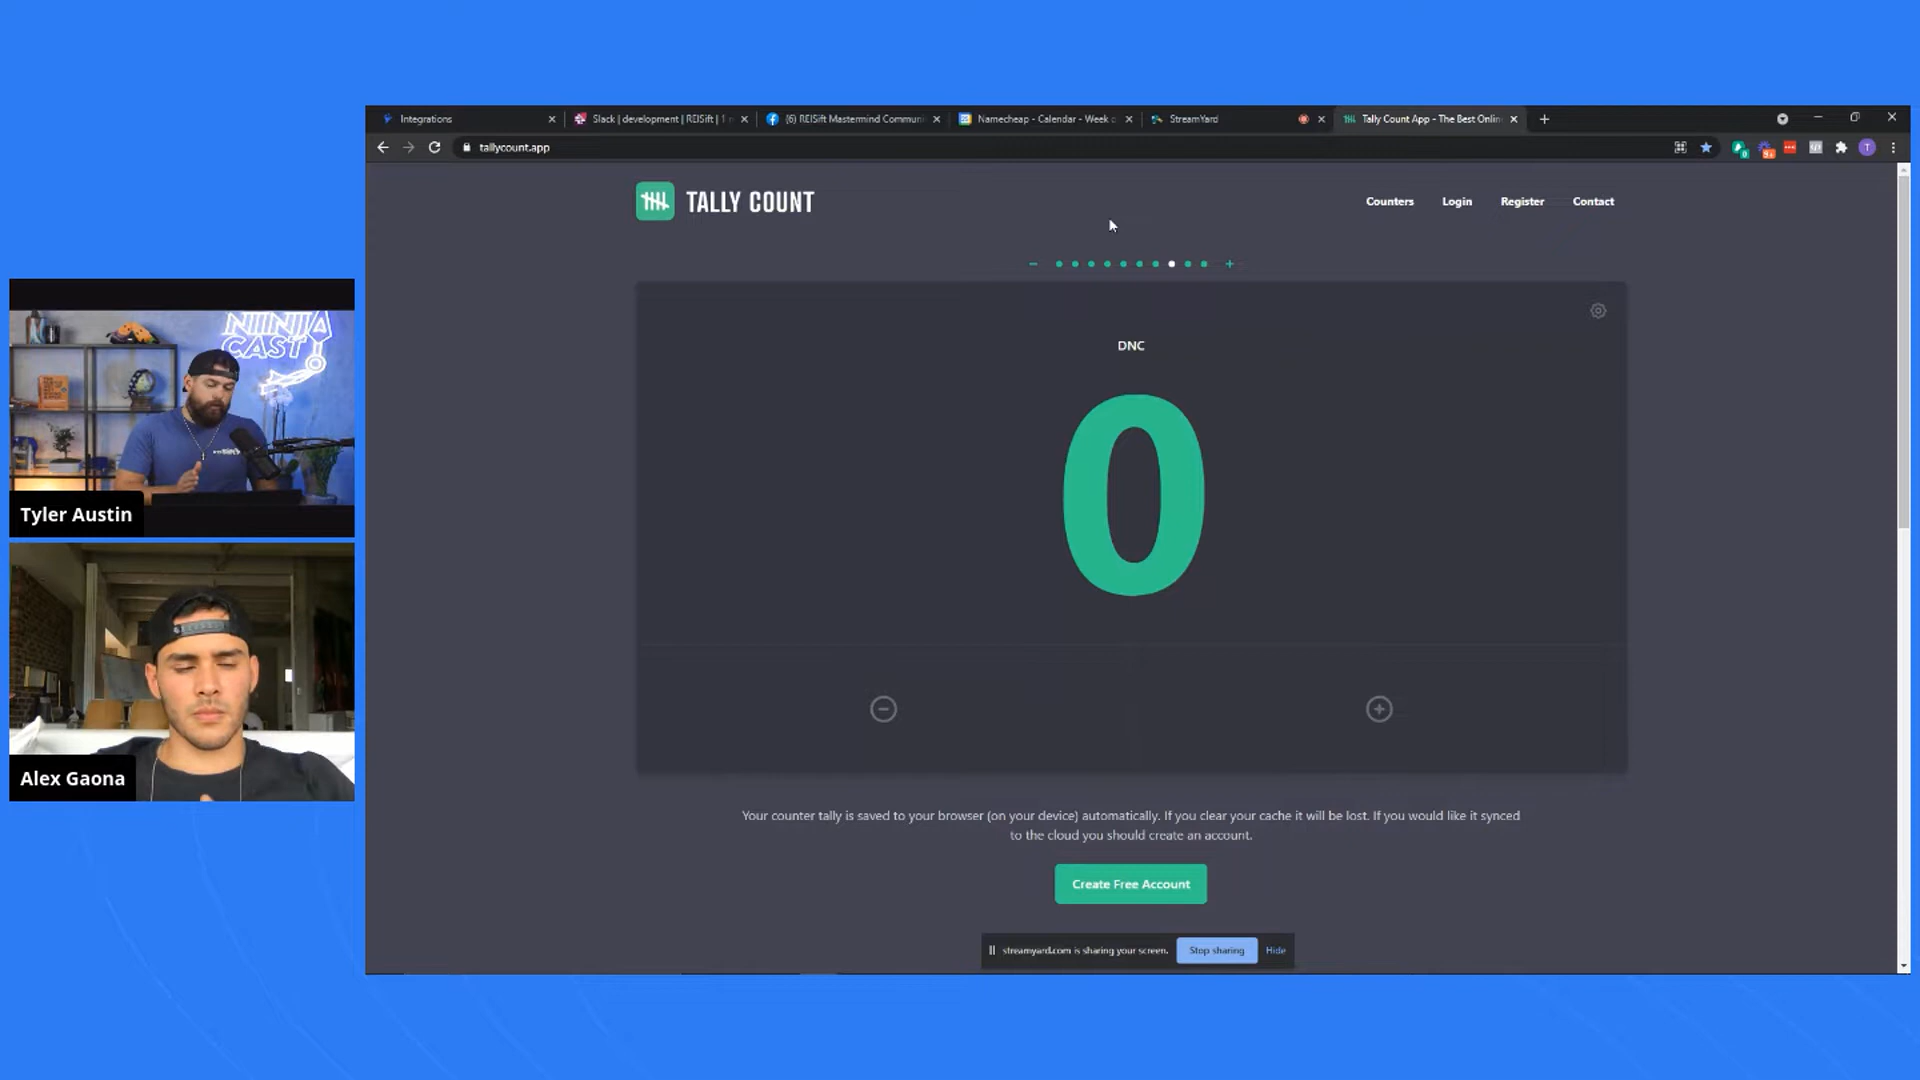 Integrations
Slack | development | REISift | 1
(6) REISift Mastermind Commun
Namecheap - Calendar - Week
StreamYard
Tally Count App - The Best Onlin
tallycount.app
T
TALLY COUNT
Counters
Login
Register
Contact
DNC
0
Your counter tally is saved to your browser (on your device) automatically. If you clear your cache it will be lost. If you would like it synced
to the cloud you should create an account.
Create Free Account
streamyard.com is sharing your screen.
Stop sharing
Hide
NINJA
CAST
Tyler Austin
Alex Gaona